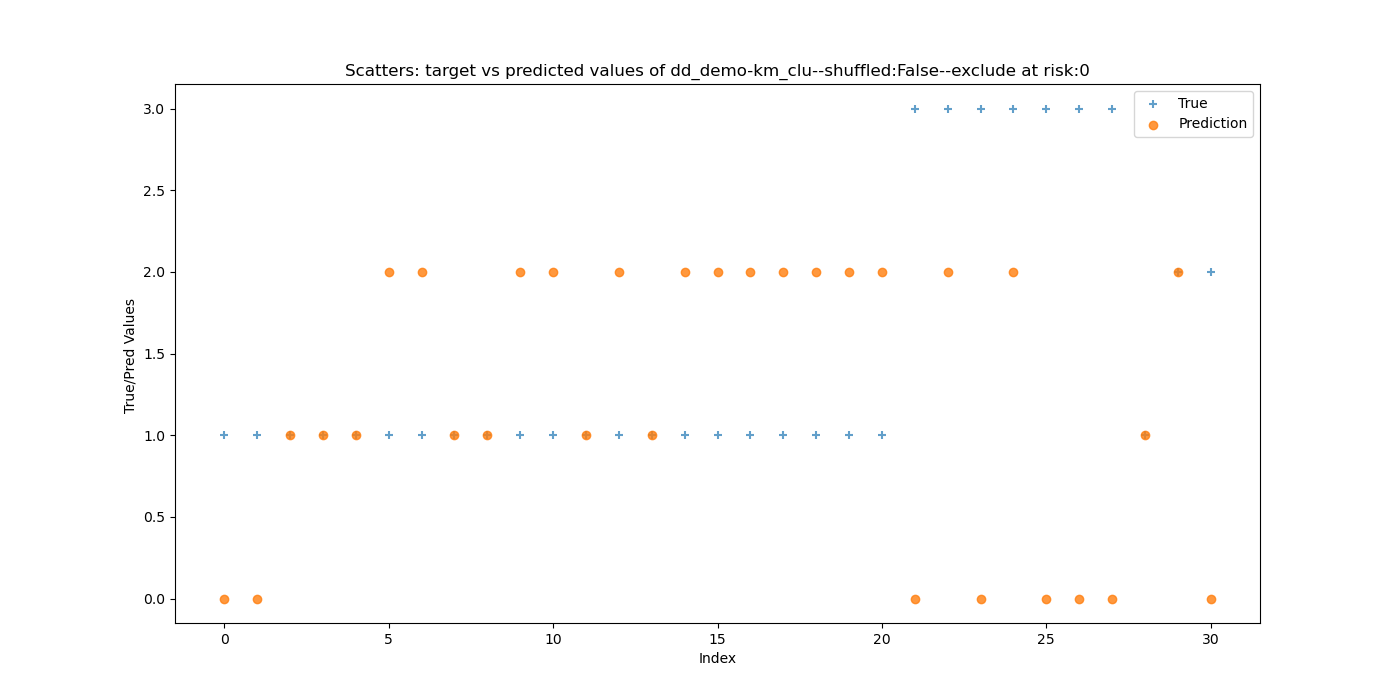 Scatters: target vs predicted values of dd_demo-km_clu--shuffled:False--exclude at risk:0
True
Prediction
True/Pred Values
3.0
2.5
2.0
1.5
1.0
0.5
0.0
0 5 10 15 20 25 30
Index